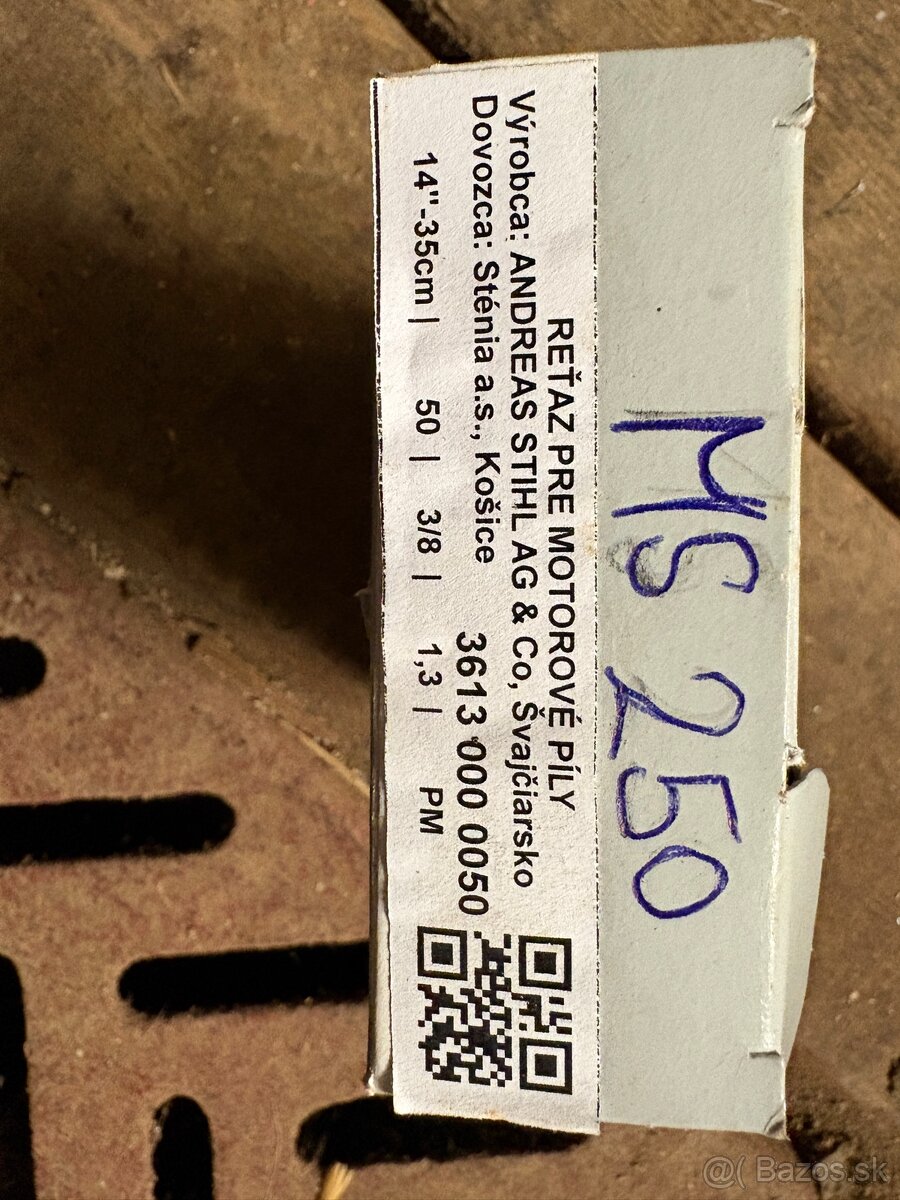 MS 250
REŤAZ PRE MOTOROVÉ PÍLY
Výrobca: ANDREAS STIHL AG & Co, Švajčiarsko
Dovozca: Sténia a.s., Košice 3613 000 0050
14"-35cm | 50 | 3/8 | 1,3 | PM
@( Bazos.sk